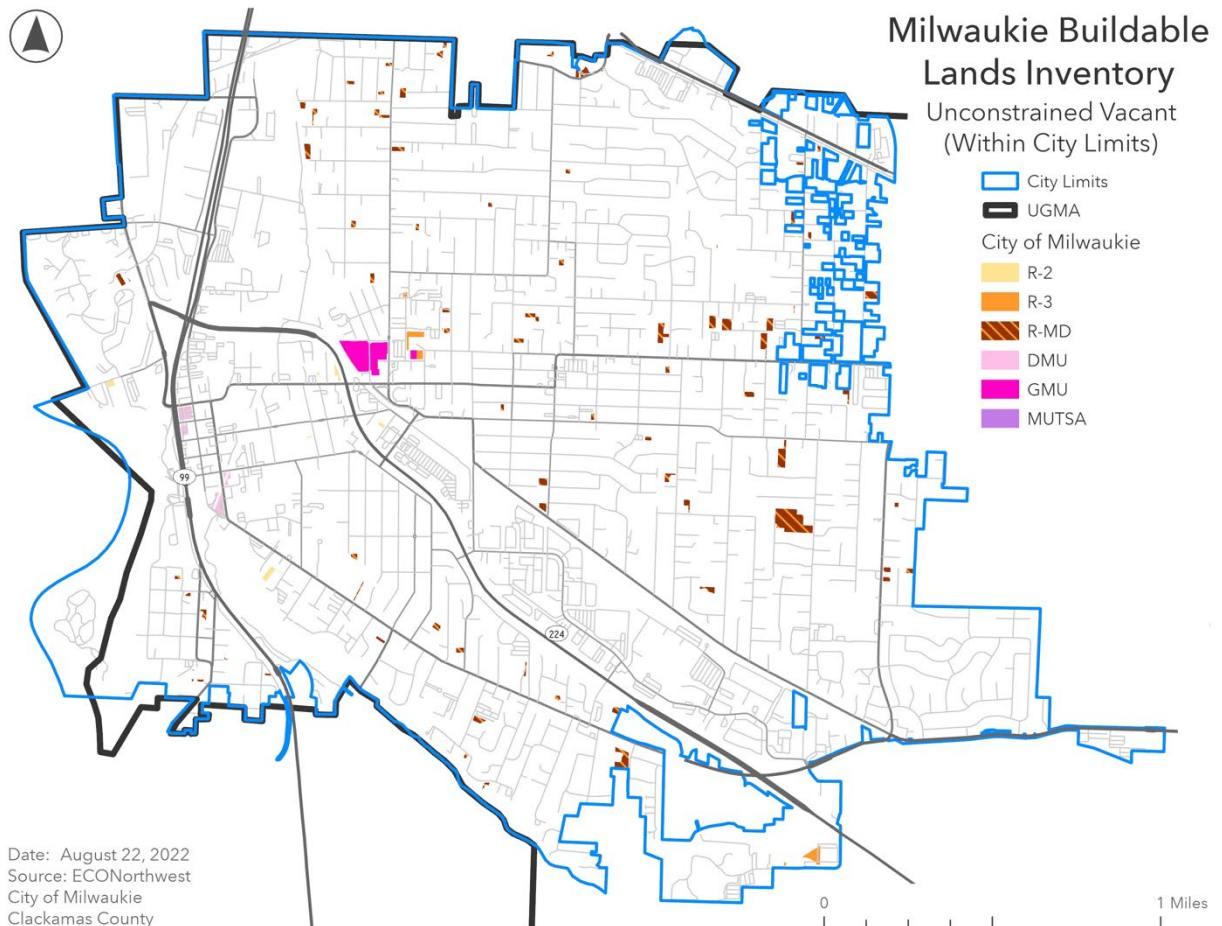 Milwaukie Buildable
Lands Inventory
Unconstrained Vacant
(Within City Limits)
City Limits
UGMA
City of Milwaukie
R-2
R-3
R-MD
DMU
GMU
MUTSA
99
224
Date: August 22, 2022
Source: ECONorthwest
City of Milwaukie
Clackamas County
0 1 Miles